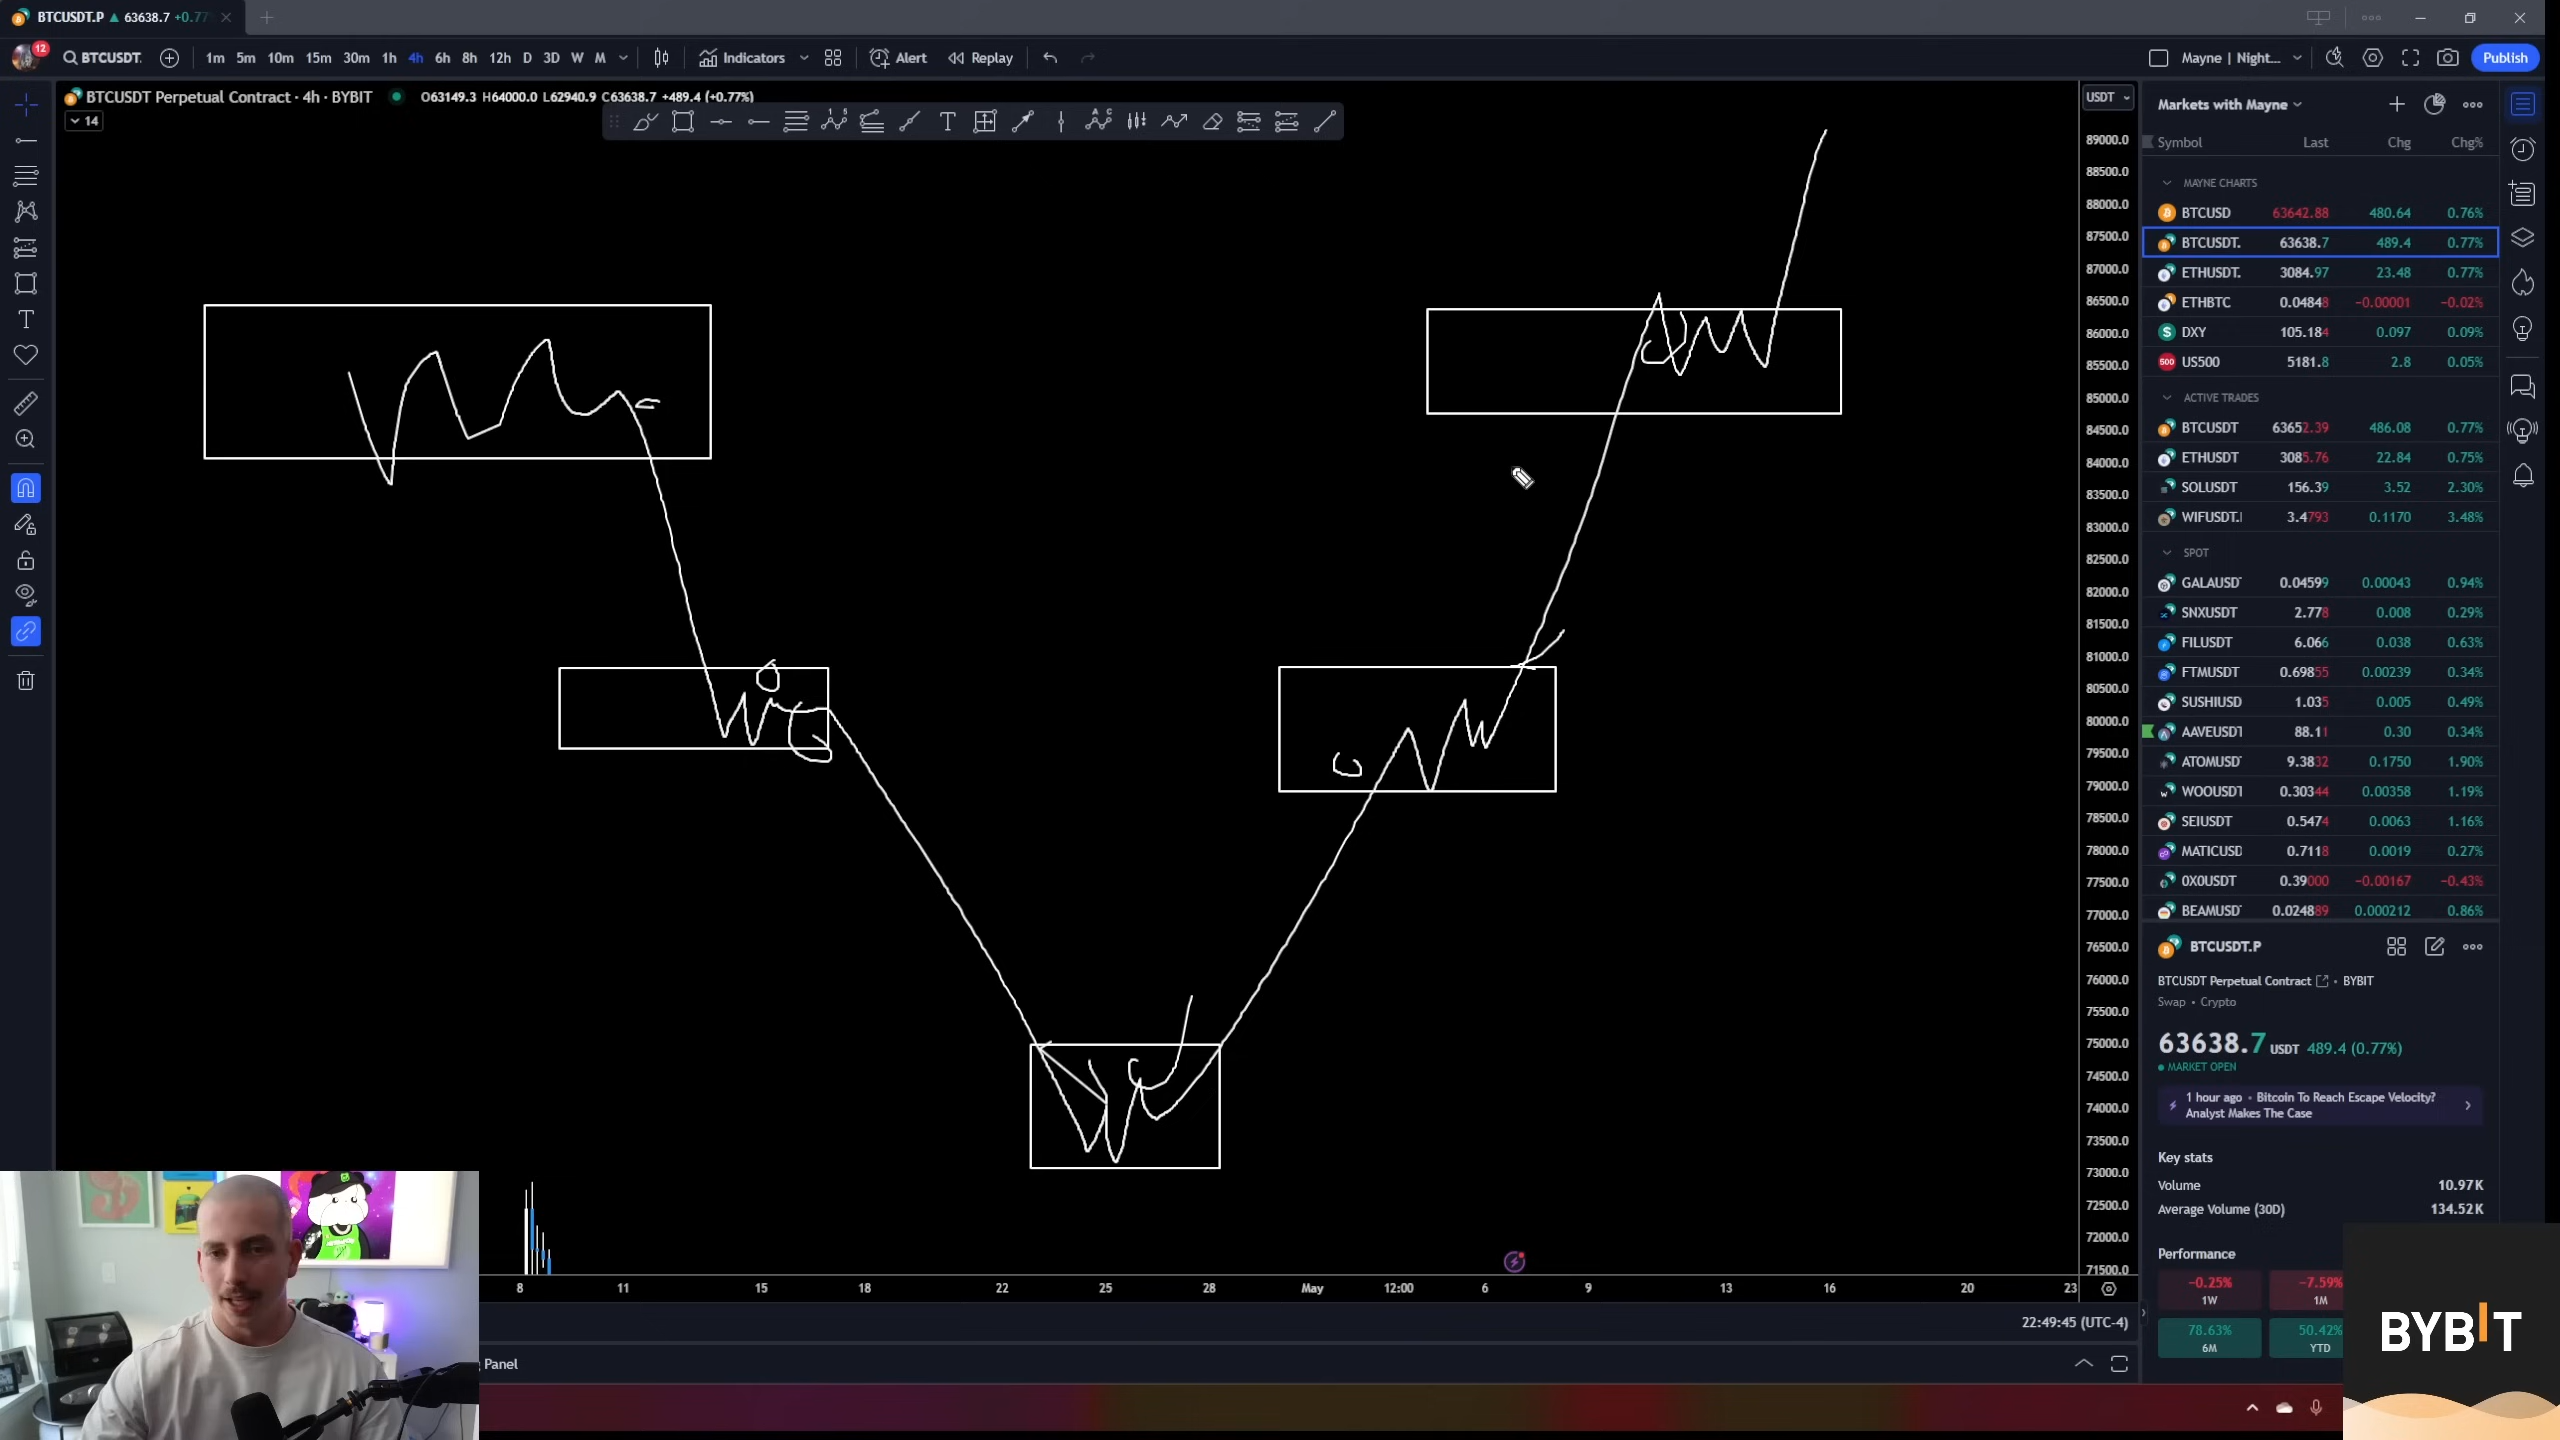 BTCUSDT.P ▲ 63638.7 +0.77
12
BTCUSDT.
1m 5m 10m 15m 30m 1h 4h 6h 8h 12h D 3D W M
Indicators
Alert
Replay
Mayne | Night...
Publish
BTCUSDT Perpetual Contract · 4h · BYBIT
O63149.3 H64000.0 L62940.9 C63638.7 +489.4 (+0.77%)
14
USDT
89000.0
88500.0
88000.0
87500.0
87000.0
86500.0
86000.0
85500.0
85000.0
84500.0
84000.0
83500.0
83000.0
82500.0
82000.0
81500.0
81000.0
80500.0
80000.0
79500.0
79000.0
78500.0
78000.0
77500.0
77000.0
76500.0
76000.0
75500.0
75000.0
74500.0
74000.0
73500.0
73000.0
72500.0
72000.0
71500.0
8 11 15 18 22 25 28 May 12:00 6 9 13 16 20 23
22:49:45 (UTC-4)
Panel
Markets with Mayne
Symbol Last Chg Chg%
MAYNE CHARTS
BTCUSD 63642.88 480.64 0.76%
BTCUSDT. 63638.7 489.4 0.77%
ETHUSDT. 3084.97 23.48 0.77%
ETHBTC 0.04848 −0.00001 −0.02%
DXY 105.184 0.097 0.09%
500 US500 5181.8 2.8 0.05%
ACTIVE TRADES
BTCUSDT 63652.39 486.08 0.77%
ETHUSDT 3085.76 22.84 0.75%
SOLUSDT 156.39 3.52 2.30%
WIFUSDT.I 3.4793 0.1170 3.48%
SPOT
GALAUSD 0.04599 0.00043 0.94%
SNXUSDT 2.778 0.008 0.29%
FILUSDT 6.066 0.038 0.63%
FTMUSDT 0.69855 0.00239 0.34%
SUSHIUSD 1.035 0.005 0.49%
AAVEUSDT 88.11 0.30 0.34%
ATOMUSD 9.3832 0.1750 1.90%
WOOUSDT 0.30344 0.00358 1.19%
SEIUSDT 0.5474 0.0063 1.16%
MATICUSD 0.7118 0.0019 0.27%
0X0USDT 0.39000 −0.00167 −0.43%
BEAMUSD 0.024889 0.000212 0.86%
BTCUSDT.P
BTCUSDT Perpetual Contract • BYBIT
Swap • Crypto
63638.7 USDT 489.4 (0.77%)
MARKET OPEN
1 hour ago • Bitcoin To Reach Escape Velocity?
Analyst Makes The Case
Key stats
Volume 10.97K
Average Volume (30D) 134.52K
Performance
−0.25% −7.59%
1W 1M
78.63% 50.42%
6M YTD
BYBIT